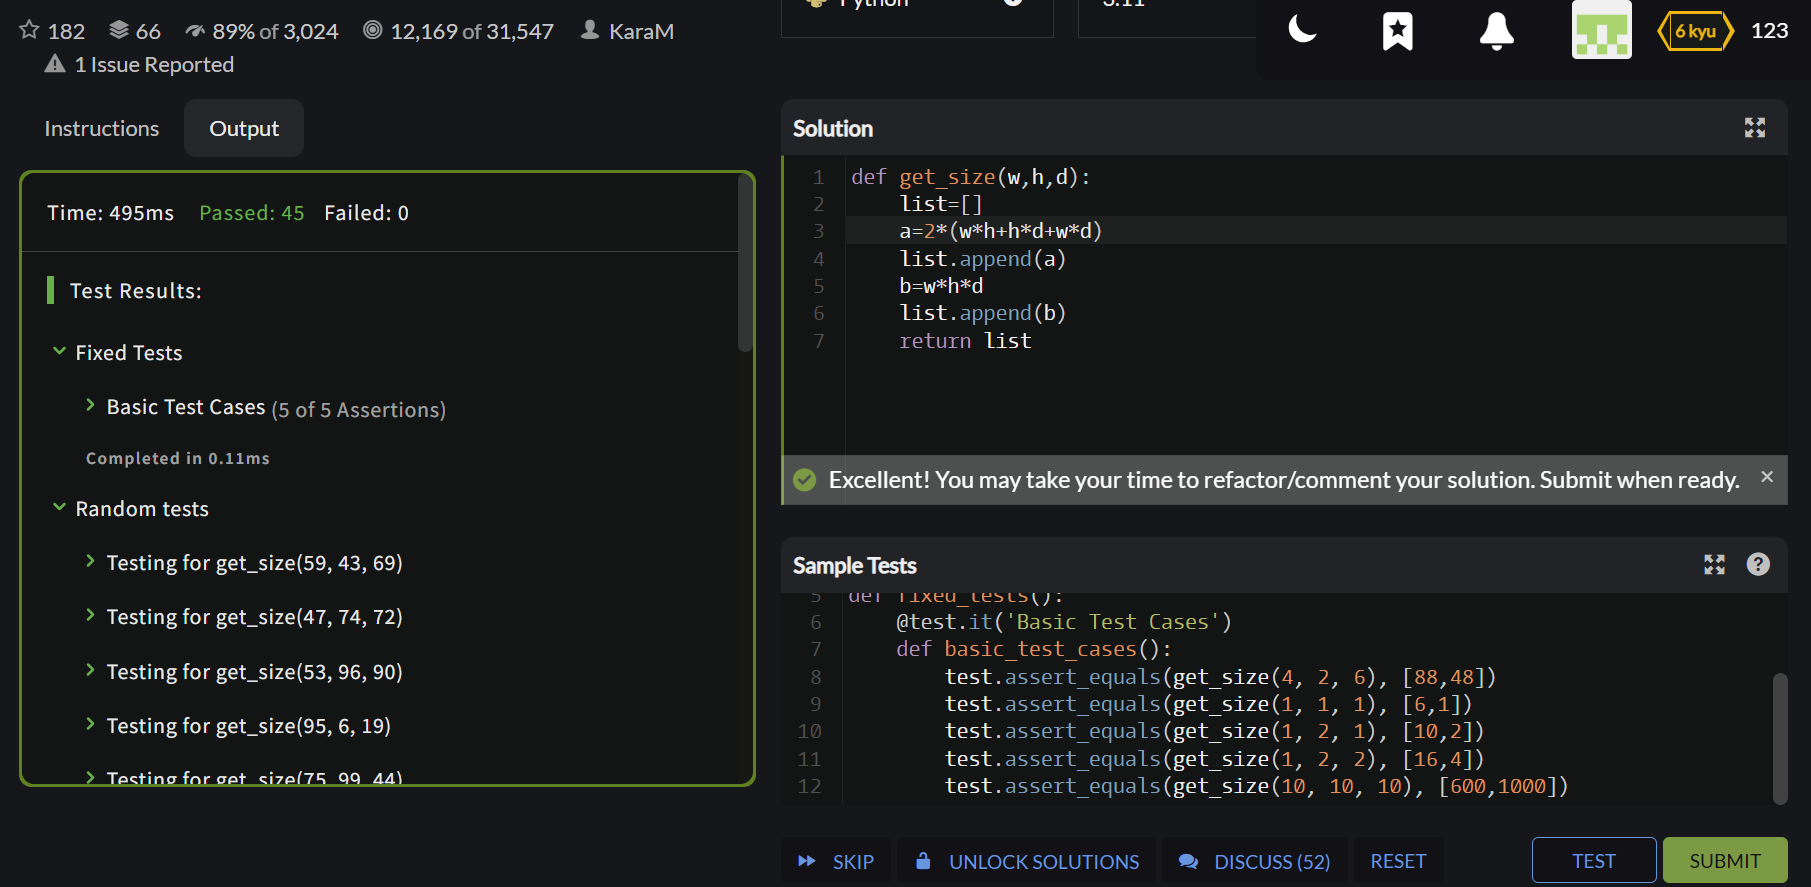 182 66 89% of 3,024 12,169 of 31,547 KaraM
1 Issue Reported
Python
3.11
6 kyu 123
Instructions Output
Time: 495ms Passed: 45 Failed: 0
Test Results:
Fixed Tests
Basic Test Cases (5 of 5 Assertions)
Completed in 0.11ms
Random tests
Testing for get_size(59, 43, 69)
Testing for get_size(47, 74, 72)
Testing for get_size(53, 96, 90)
Testing for get_size(95, 6, 19)
Testing for get_size(75, 99, 44)
Solution
1 def get_size(w,h,d):
2     list=[]
3     a=2*(w*h+h*d+w*d)
4     list.append(a)
5     b=w*h*d
6     list.append(b)
7     return list
Excellent! You may take your time to refactor/comment your solution. Submit when ready. ×
Sample Tests ?
5 def fixed_tests():
6     @test.it('Basic Test Cases')
7     def basic_test_cases():
8         test.assert_equals(get_size(4, 2, 6), [88,48])
9         test.assert_equals(get_size(1, 1, 1), [6,1])
10         test.assert_equals(get_size(1, 2, 1), [10,2])
11         test.assert_equals(get_size(1, 2, 2), [16,4])
12         test.assert_equals(get_size(10, 10, 10), [600,1000])
SKIP UNLOCK SOLUTIONS DISCUSS (52) RESET TEST SUBMIT